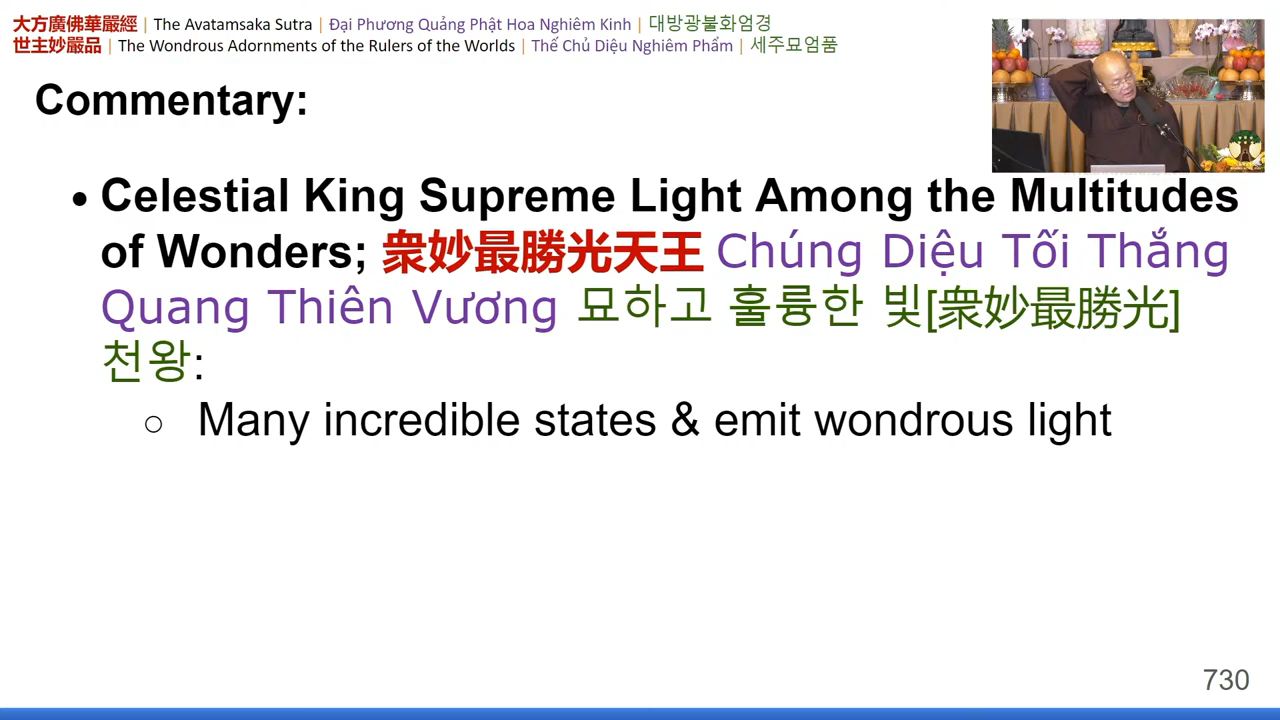 大方廣佛華嚴經 | The Avatamsaka Sutra | Đại Phương Quảng Phật Hoa Nghiêm Kinh | 대방광불화엄경
世主妙嚴品 | The Wondrous Adornments of the Rulers of the Worlds | Thế Chủ Diệu Nghiêm Phẩm | 세주묘엄품
Commentary:
• Celestial King Supreme Light Among the Multitudes
of Wonders; 衆妙最勝光天王 Chúng Diệu Tối Thắng
Quang Thiên Vương 묘하고 훌륭한 빛[衆妙最勝光]
천왕:
○ Many incredible states & emit wondrous light
730